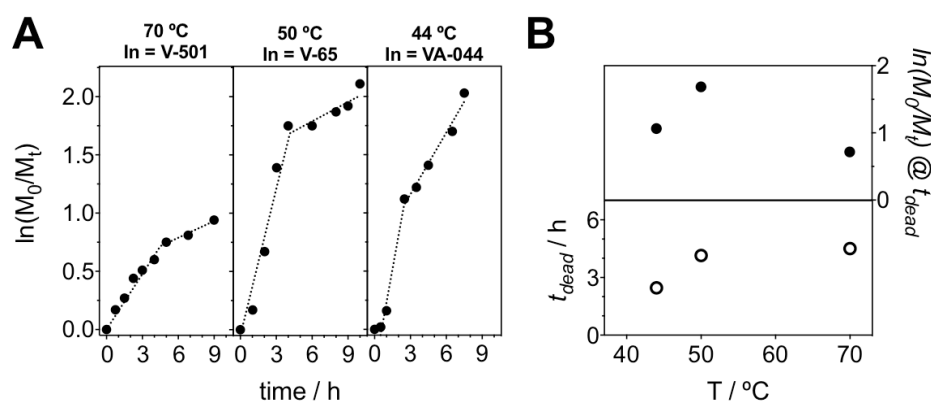 A
70 ºC
In = V-501
50 ºC
In = V-65
44 ºC
In = VA-044
ln(M0/Mt)
2.0
1.5
1.0
0.5
0.0
0 3 6 9
0 3 6 9
0 3 6 9
time / h
B
2
1
0
ln(M0/Mt) @ tdead
6
3
0
tdead / h
40 50 60 70
T / ºC